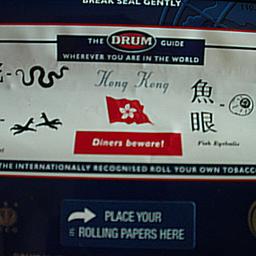 BREAK SEAL GENTLY
THE DRUM GUIDE
WHEREVER YOU ARE IN THE WORLD
Hong Kong
魚
眼
Diners beware!
Fish Eyeballs
THE INTERNATIONALLY RECOGNISED ROLL YOUR OWN TOBACCO
PLACE YOUR
ROLLING PAPERS HERE